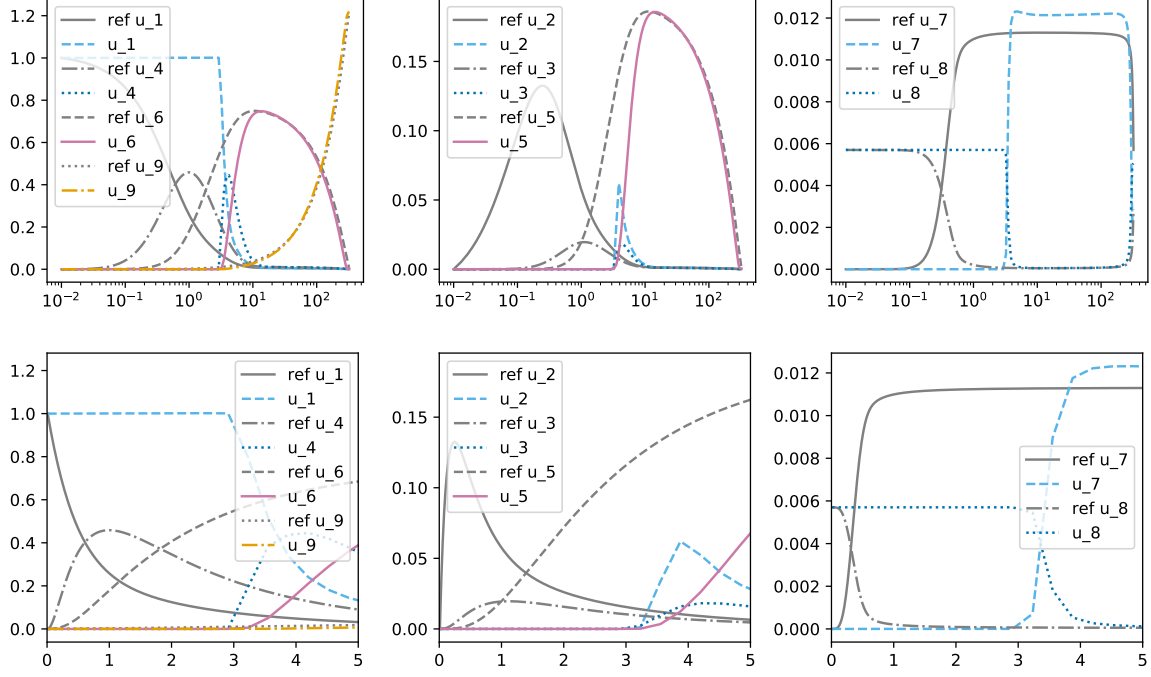 1.2
1.0
0.8
0.6
0.4
0.2
0.0
10⁻²
10⁻¹
10⁰
10¹
10²
ref u_1
u_1
ref u_4
u_4
ref u_6
u_6
ref u_9
u_9
0.15
0.10
0.05
0.00
10⁻²
10⁻¹
10⁰
10¹
10²
ref u_2
u_2
ref u_3
u_3
ref u_5
u_5
0.012
0.010
0.008
0.006
0.004
0.002
0.000
10⁻²
10⁻¹
10⁰
10¹
10²
ref u_7
u_7
ref u_8
u_8
1.2
1.0
0.8
0.6
0.4
0.2
0.0
0 1 2 3 4 5
ref u_1
u_1
ref u_4
u_4
ref u_6
u_6
ref u_9
u_9
0.15
0.10
0.05
0.00
0 1 2 3 4 5
ref u_2
u_2
ref u_3
u_3
ref u_5
u_5
0.012
0.010
0.008
0.006
0.004
0.002
0.000
0 1 2 3 4 5
ref u_7
u_7
ref u_8
u_8